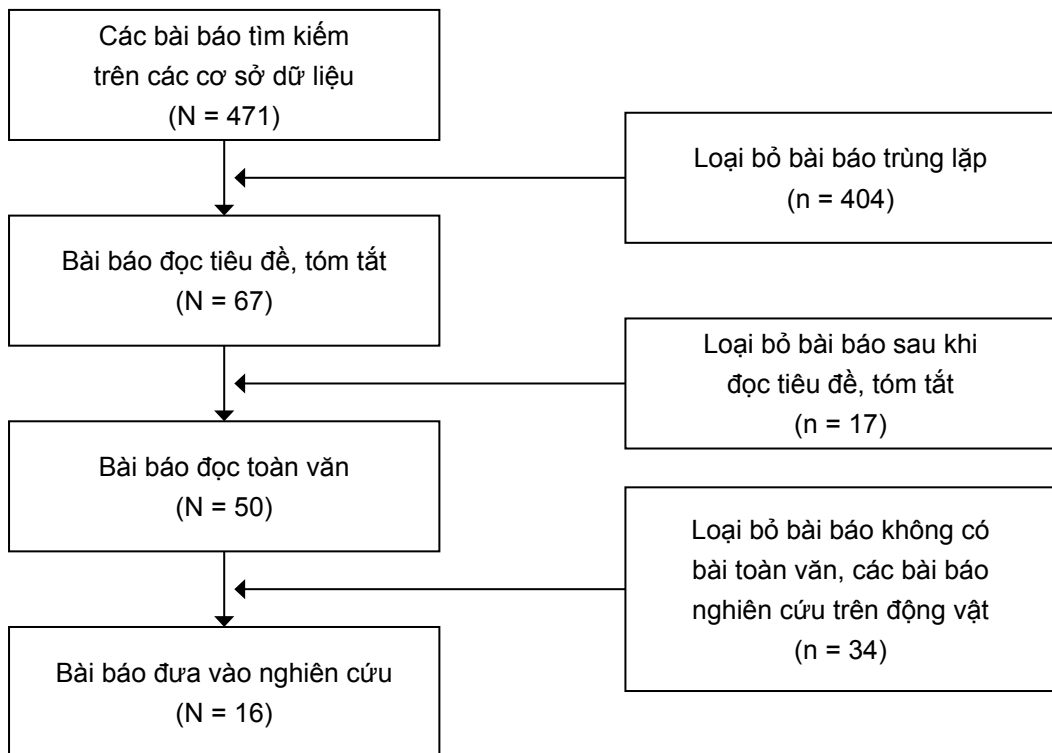 Các bài báo tìm kiếm
trên các cơ sở dữ liệu
(N = 471)
Loại bỏ bài báo trùng lặp
(n = 404)
Bài báo đọc tiêu đề, tóm tắt
(N = 67)
Loại bỏ bài báo sau khi
đọc tiêu đề, tóm tắt
(n = 17)
Bài báo đọc toàn văn
(N = 50)
Loại bỏ bài báo không có
bài toàn văn, các bài báo
nghiên cứu trên động vật
(n = 34)
Bài báo đưa vào nghiên cứu
(N = 16)